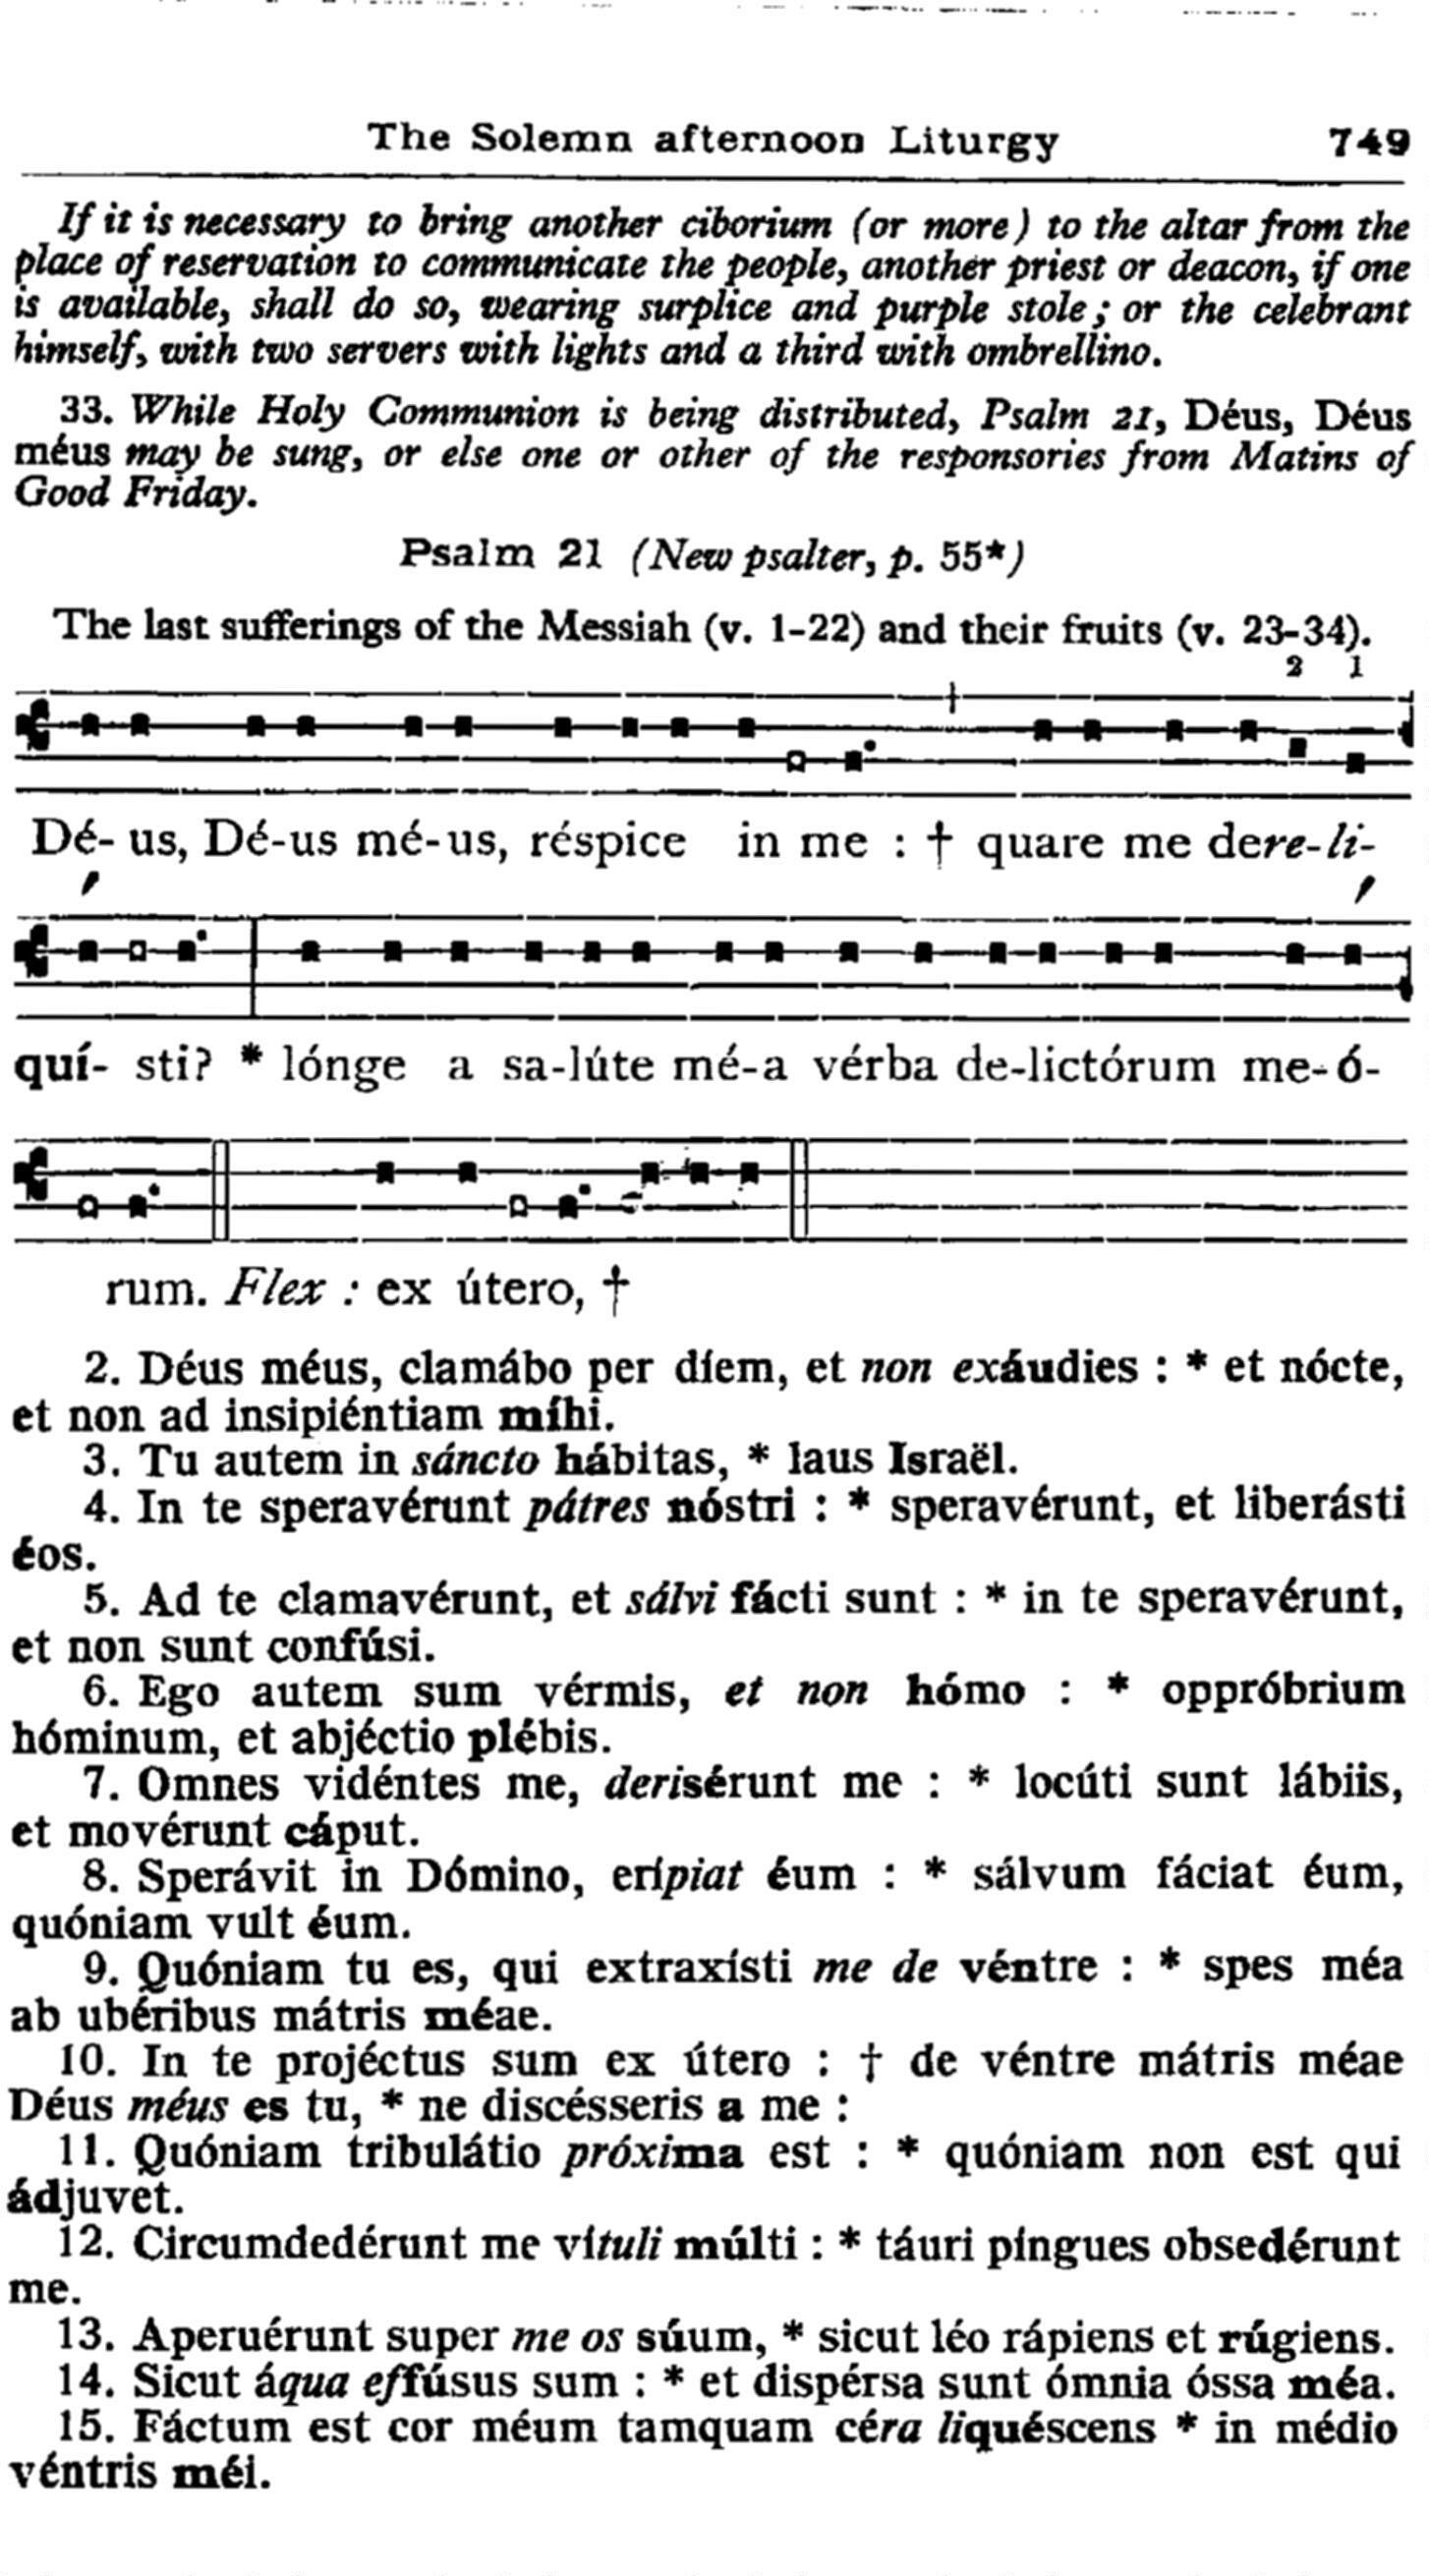 The Solemn afternoon Liturgy 749
If it is necessary to bring another ciborium (or more) to the altar from the
place of reservation to communicate the people, another priest or deacon, if one
is available, shall do so, wearing surplice and purple stole; or the celebrant
himself, with two servers with lights and a third with ombrellino.
33. While Holy Communion is being distributed, Psalm 21, Déus, Déus
méus may be sung, or else one or other of the responsories from Matins of
Good Friday.
Psalm 21 (New psalter, p. 55*)
The last sufferings of the Messiah (v. 1-22) and their fruits (v. 23-34).
2 1
Dé- us, Dé-us mé-us, réspice in me : † quare me dere-li-
quí- sti? * lónge a sa-lúte mé-a vérba de-lictórum me-ó-
rum. Flex : ex útero, †
2. Déus méus, clamábo per díem, et non exáudies : * et nócte,
et non ad insipiéntiam míhi.
3. Tu autem in sáncto hábitas, * laus Israël.
4. In te speravérunt pátres nóstri : * speravérunt, et liberásti
éos.
5. Ad te clamavérunt, et sálvi fácti sunt : * in te speravérunt,
et non sunt confúsi.
6. Ego autem sum vérmis, et non hómo : * oppróbrium
hóminum, et abjéctio plébis.
7. Omnes vidéntes me, derisérunt me : * locúti sunt lábiis,
et movérunt cáput.
8. Sperávit in Dómino, erípiat éum : * sálvum fáciat éum,
quóniam vult éum.
9. Quóniam tu es, qui extraxísti me de véntre : * spes méa
ab ubéribus mátris méae.
10. In te projéctus sum ex útero : † de véntre mátris méae
Déus méus es tu, * ne discésseris a me :
11. Quóniam tribulátio próxima est : * quóniam non est qui
ádjuvet.
12. Circumdedérunt me vítuli múlti : * táuri píngues obsedérunt
me.
13. Aperuérunt super me os súum, * sicut léo rápiens et rúgiens.
14. Sicut áqua effúsus sum : * et dispérsa sunt ómnia óssa méa.
15. Fáctum est cor méum tamquam céra liquéscens * in médio
véntris méi.